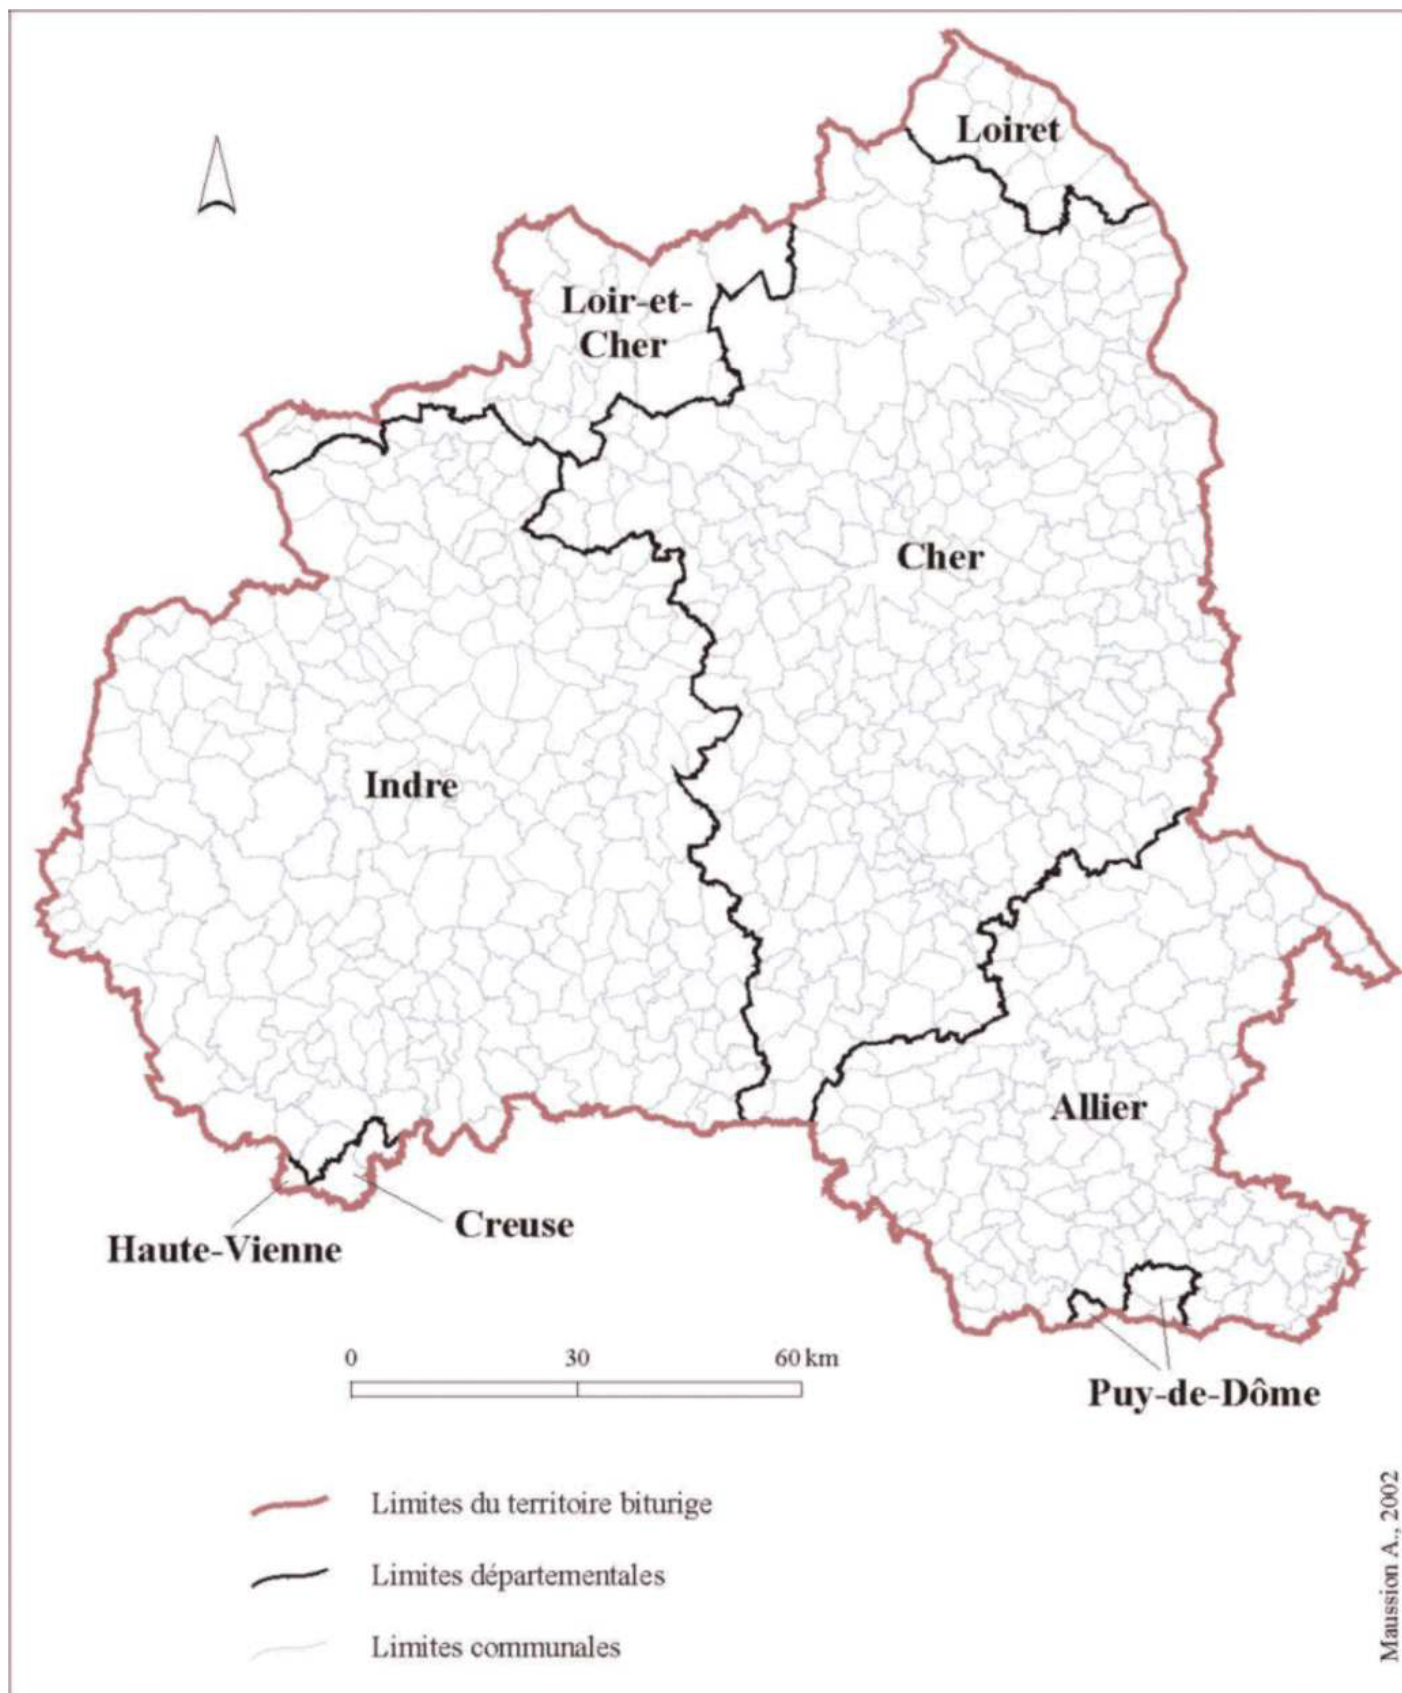 Loiret
Loir-et-
Cher
Cher
Indre
Allier
Creuse
Haute-Vienne
Puy-de-Dôme
0 30 60 km
Limites du territoire biturige
Limites départementales
Limites communales
Maussion A., 2002